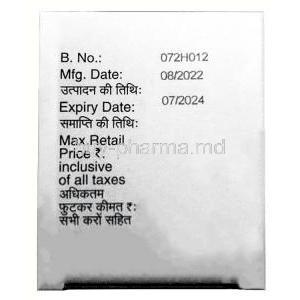 B. No.: 072H012
Mfg. Date: 08/2022
उत्पादन की तिथिः
Expiry Date: 07/2024
समाप्ति की तिथिः
Max.Retail
Price ₹.
inclusive
of all taxes
अधिकतम
फुटकर कीमत ₹:
सभी करों सहित